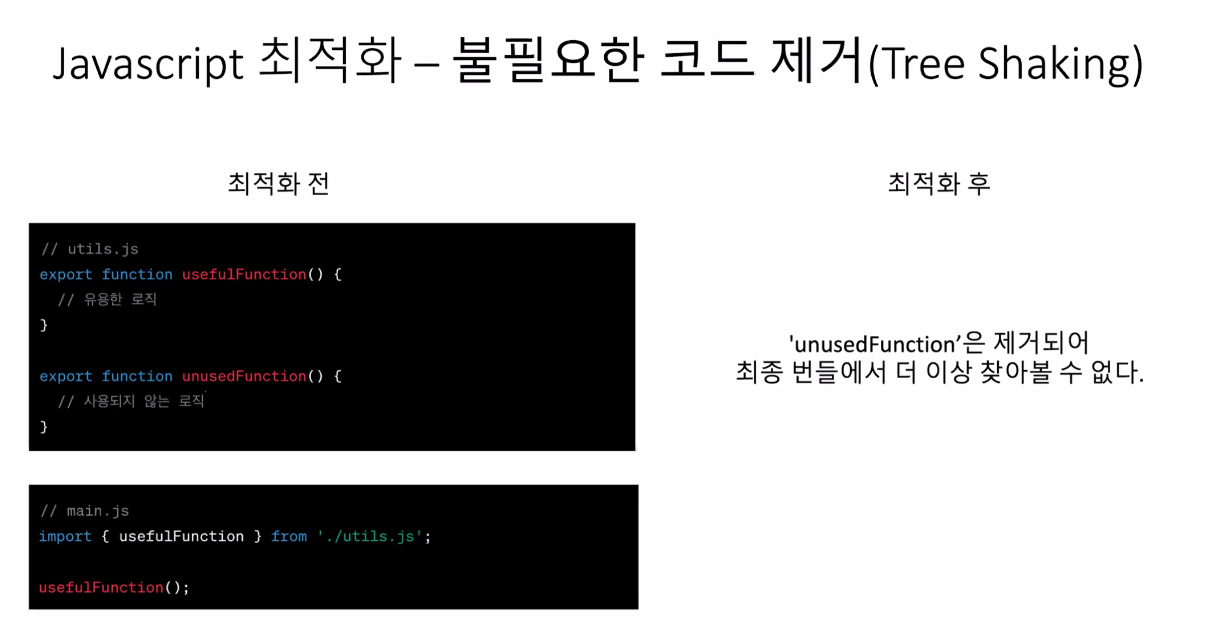 Javascript 최적화 – 불필요한 코드 제거(Tree Shaking)
최적화 전
// utils.js
export function usefulFunction() {
// 유용한 로직
}
export function unusedFunction() {
// 사용되지 않는 로직
}
// main.js
import { usefulFunction } from './utils.js';
usefulFunction();
최적화 후
'unusedFunction’은 제거되어
최종 번들에서 더 이상 찾아볼 수 없다.